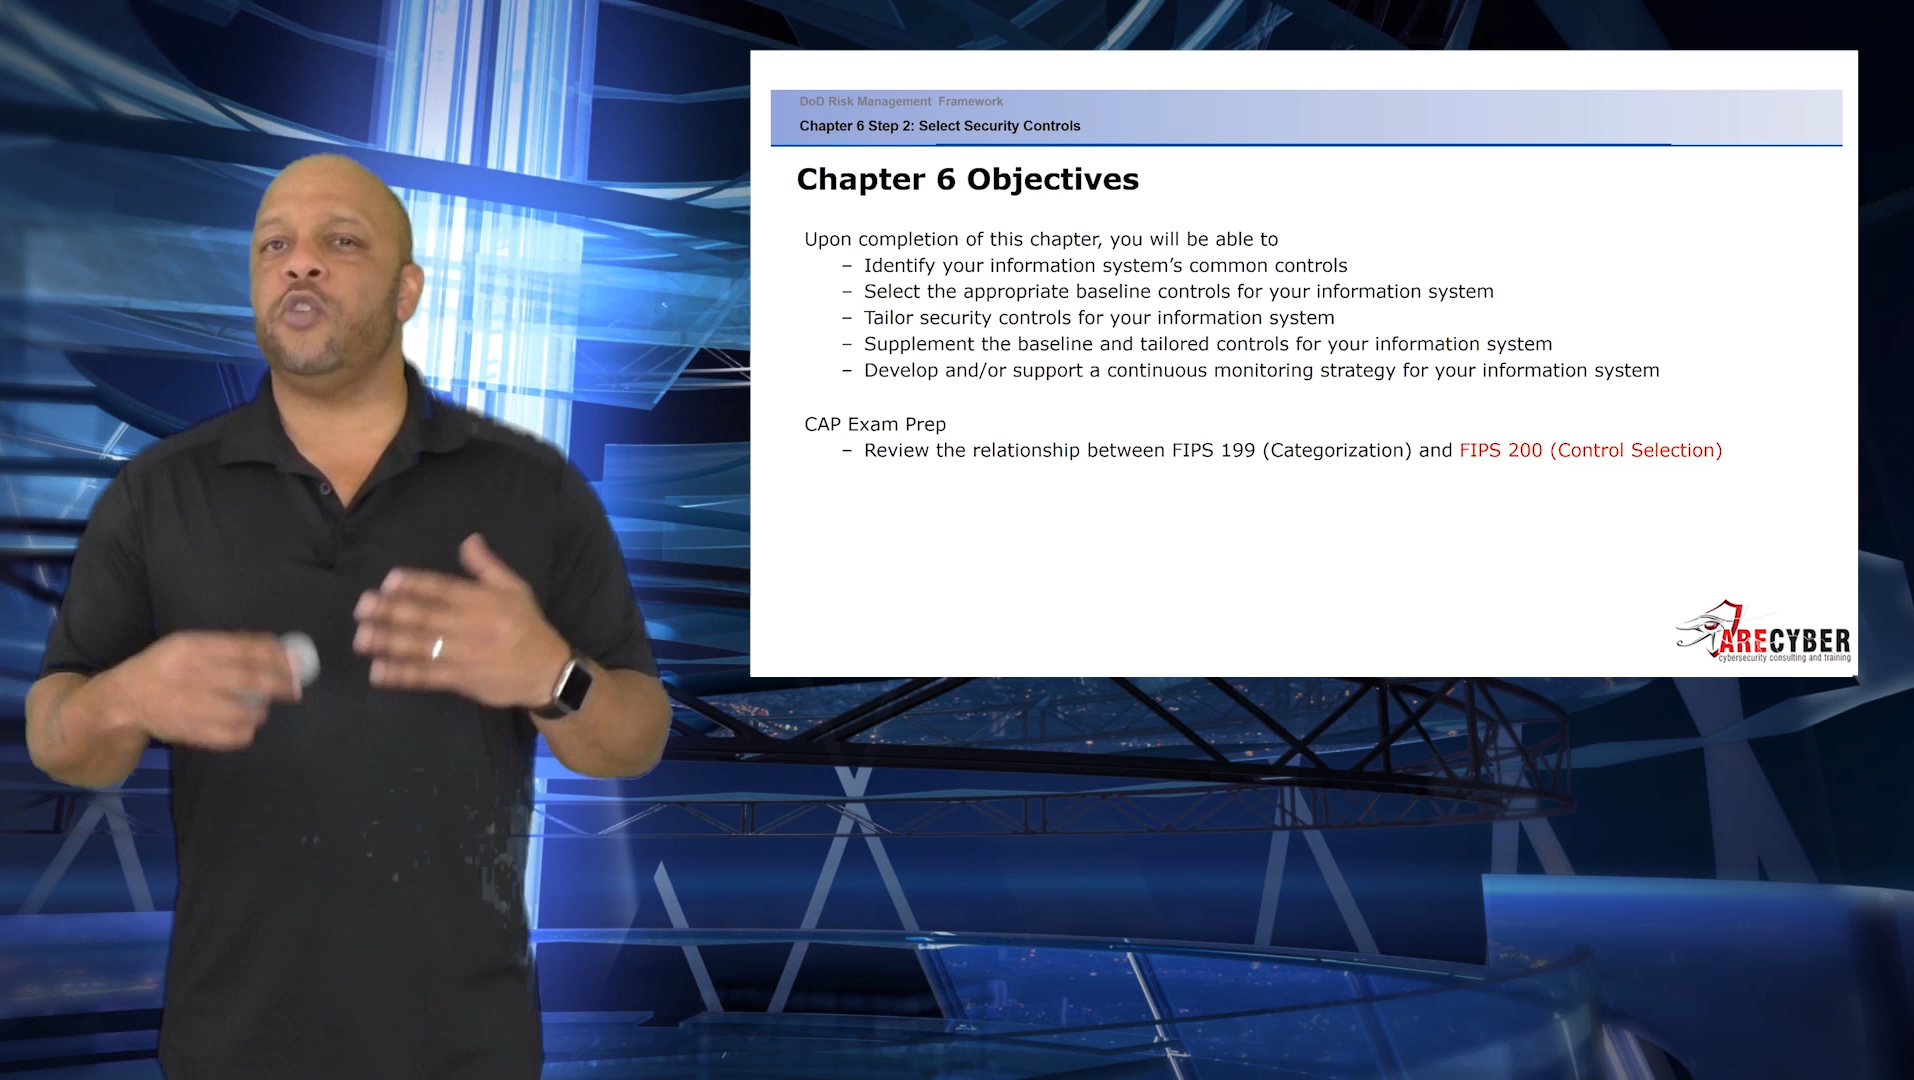 DoD Risk Management Framework
Chapter 6 Step 2: Select Security Controls
Chapter 6 Objectives
Upon completion of this chapter, you will be able to
– Identify your information system’s common controls
– Select the appropriate baseline controls for your information system
– Tailor security controls for your information system
– Supplement the baseline and tailored controls for your information system
– Develop and/or support a continuous monitoring strategy for your information system
CAP Exam Prep
– Review the relationship between FIPS 199 (Categorization) and FIPS 200 (Control Selection)
ARECYBER
cybersecurity consulting and training